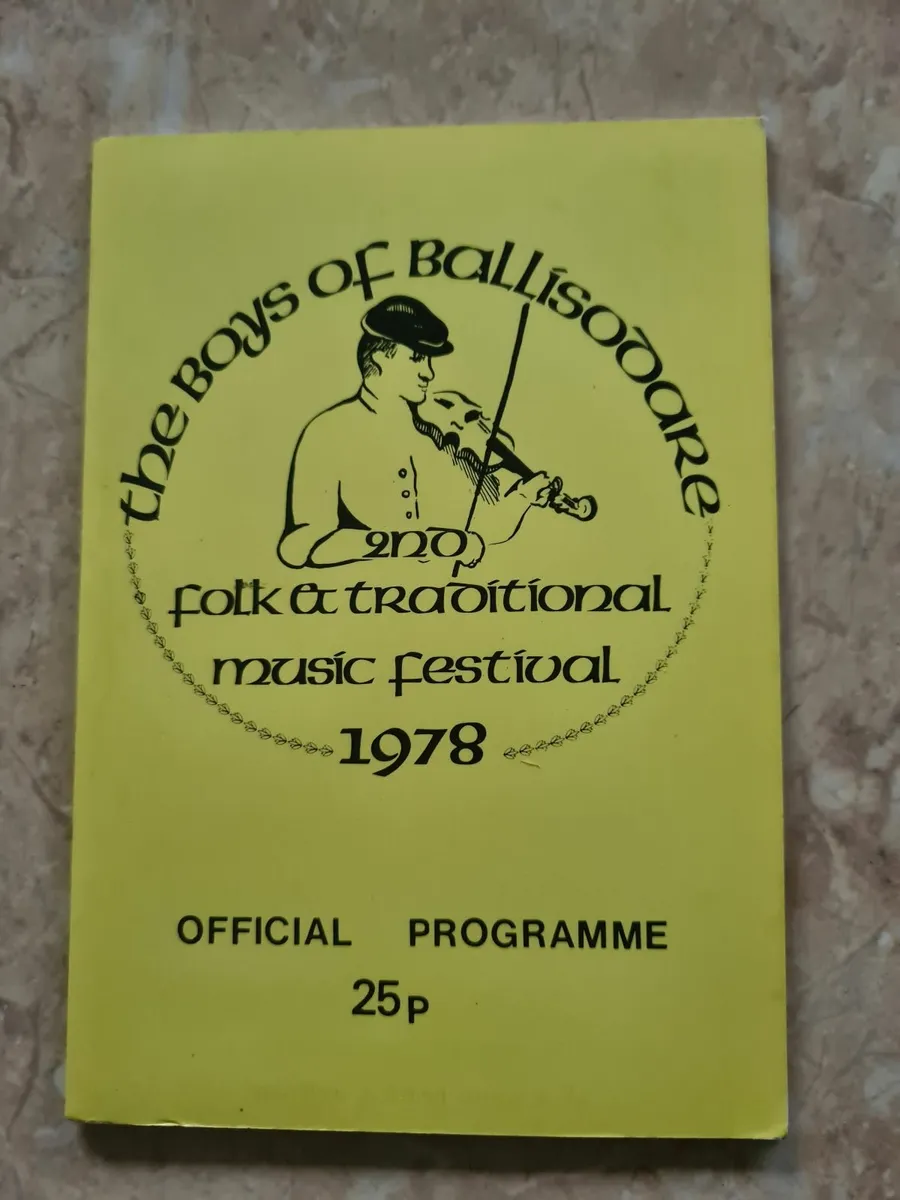 the Boys of Ballisodare
2nd
folk & traditional
music festival
1978
OFFICIAL PROGRAMME
25p